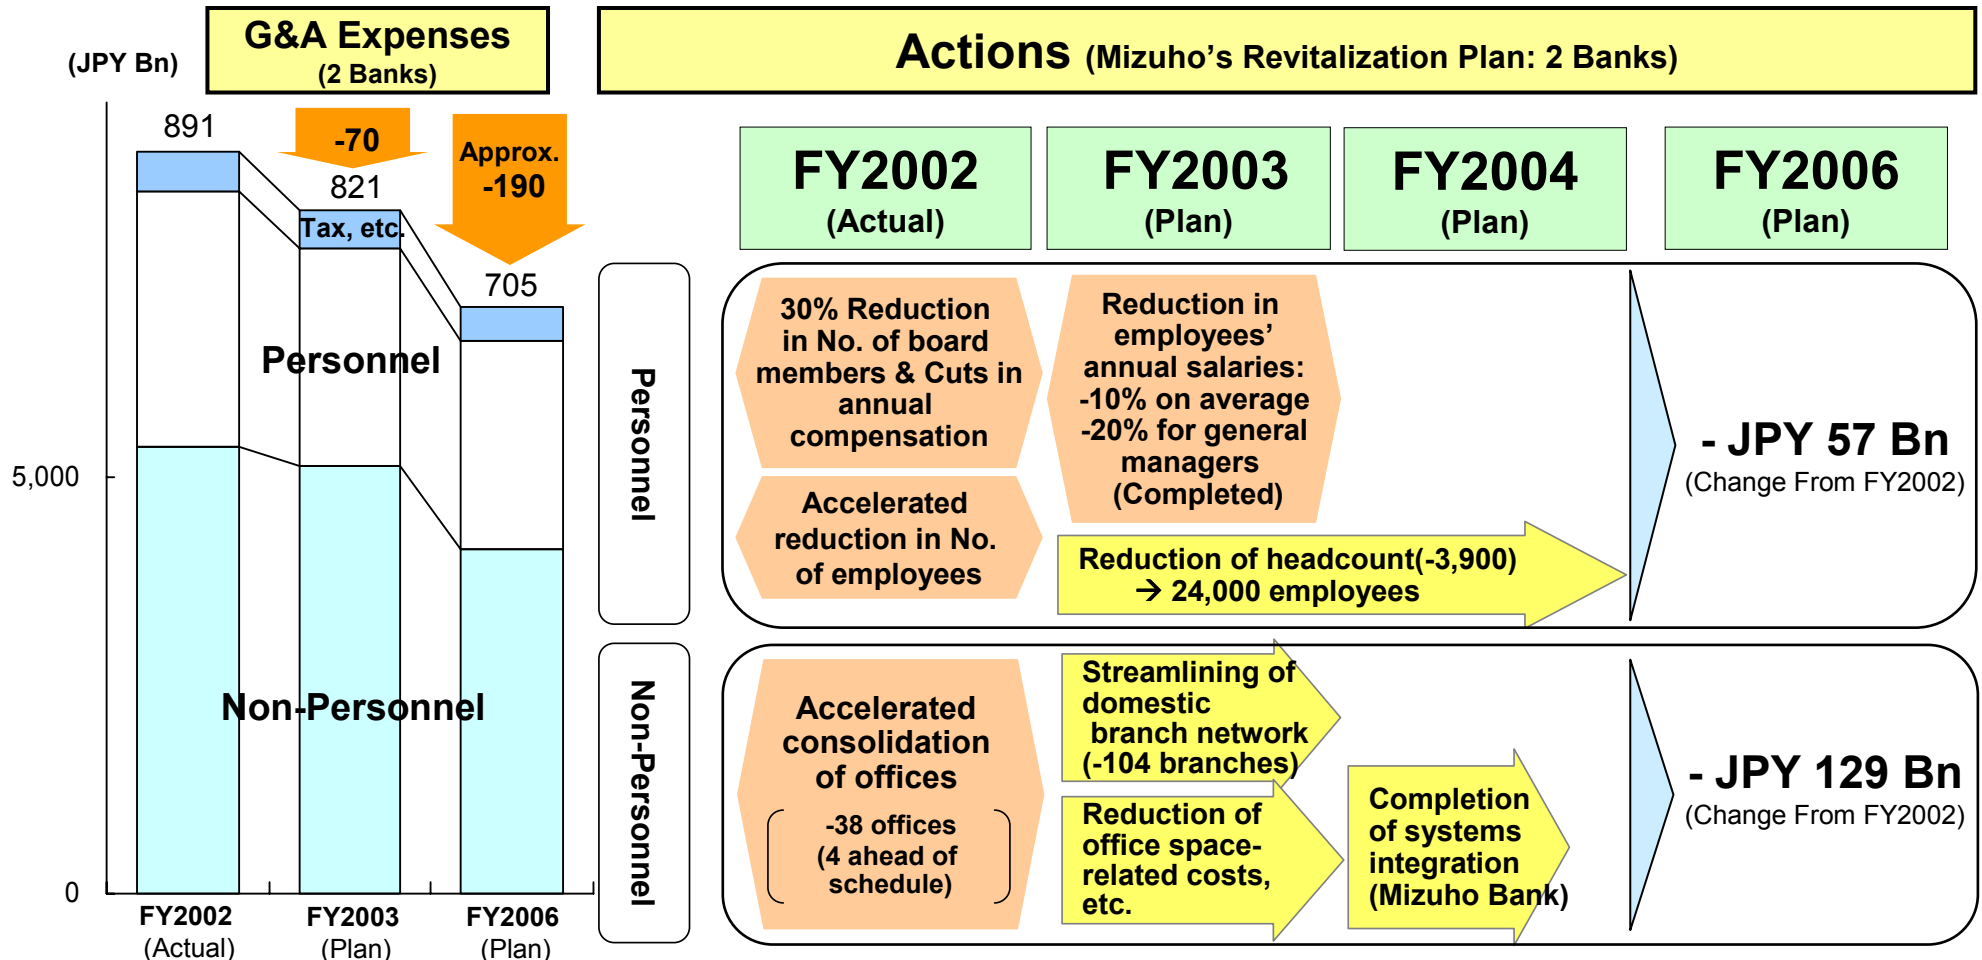 G&A Expenses
(2 Banks)
(JPY Bn)
891
-70
821
Tax, etc.
Approx.
-190
705
Personnel
5,000
Non-Personnel
0
FY2002
(Actual)
FY2003
(Plan)
FY2006
(Plan)
Actions (Mizuho's Revitalization Plan: 2 Banks)
FY2002
(Actual)
FY2003
(Plan)
FY2004
(Plan)
FY2006
(Plan)
Personnel
30% Reduction
in No. of board
members & Cuts in
annual
compensation
Accelerated
reduction in No.
of employees
Reduction in
employees'
annual salaries:
-10% on average
-20% for general
managers
(Completed)
Reduction of headcount(-3,900)
→ 24,000 employees
- JPY 57 Bn
(Change From FY2002)
Non-Personnel
Accelerated
consolidation
of offices
-38 offices
(4 ahead of
schedule)
Streamlining of
domestic
branch network
(-104 branches)
Reduction of
office space-
related costs,
etc.
Completion
of systems
integration
(Mizuho Bank)
- JPY 129 Bn
(Change From FY2002)